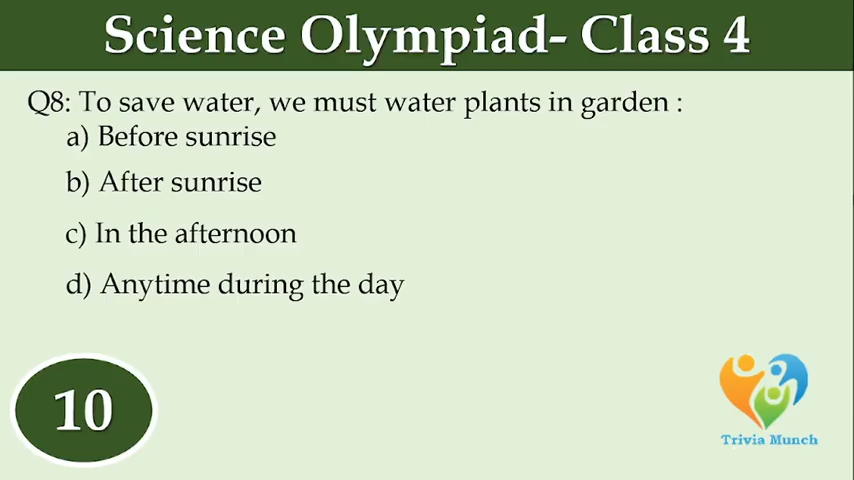 Science Olympiad- Class 4
Q8: To save water, we must water plants in garden :
a) Before sunrise
b) After sunrise
c) In the afternoon
d) Anytime during the day
10
Trivia Munch